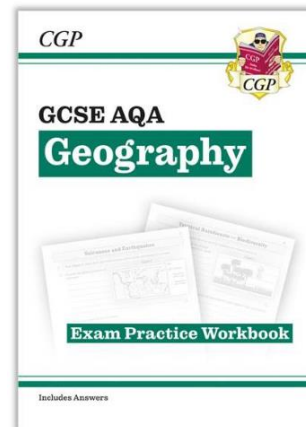 CGP
CGP
GCSE AQA
Geography
Exam Practice Workbook
Includes Answers